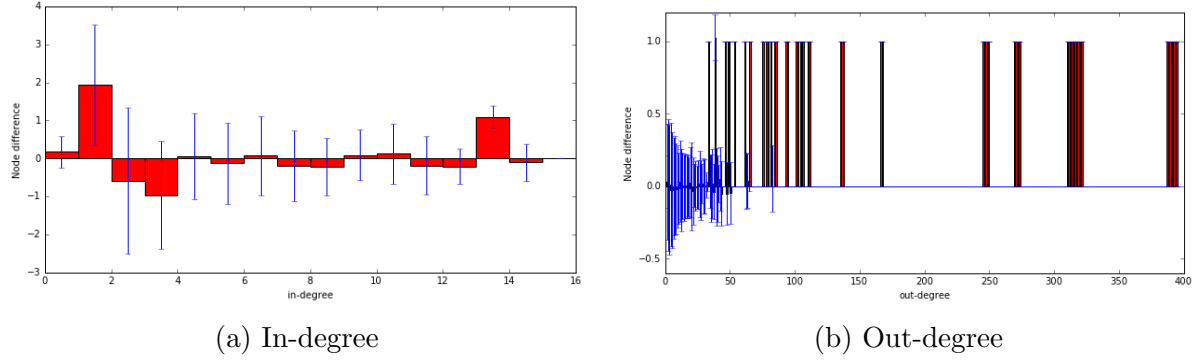 4
3
2
1
0
−1
−2
−3
Node difference
0 2 4 6 8 10 12 14 16
in-degree
(a) In-degree
1.0
0.5
0.0
−0.5
Node difference
0 50 100 150 200 250 300 350 400
out-degree
(b) Out-degree